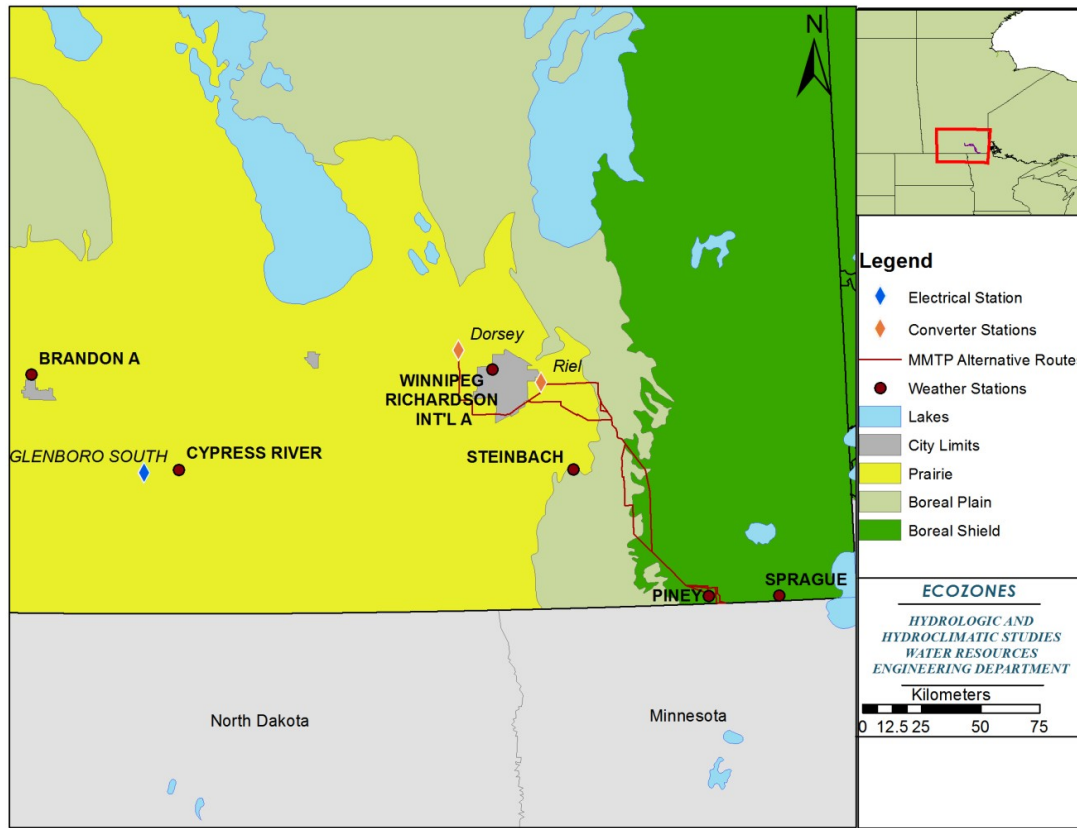 N
Dorsey
BRANDON A
Riel
WINNIPEG
RICHARDSON
INT'L A
GLENBORO SOUTH
CYPRESS RIVER
STEINBACH
PINEY
SPRAGUE
North Dakota
Minnesota
Legend
Electrical Station
Converter Stations
MMTP Alternative Route
Weather Stations
Lakes
City Limits
Prairie
Boreal Plain
Boreal Shield
ECOZONES
HYDROLOGIC AND
HYDROCLIMATIC STUDIES
WATER RESOURCES
ENGINEERING DEPARTMENT
Kilometers
0 12.5 25 50 75